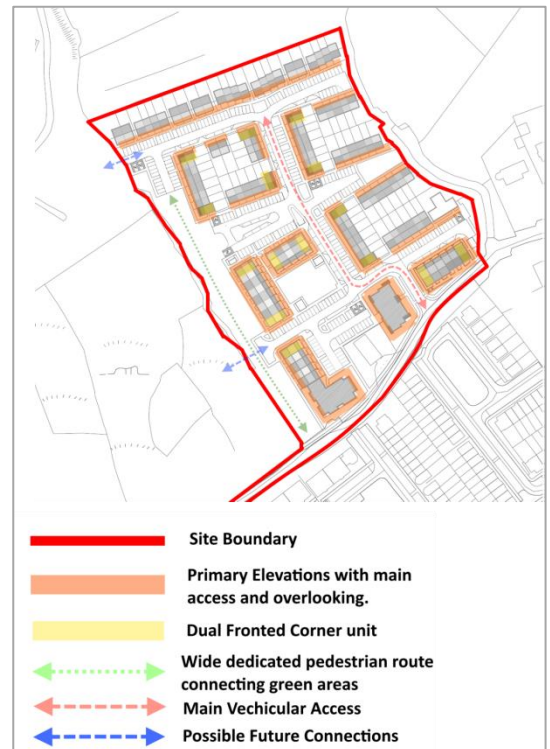 Site Boundary
Primary Elevations with main
access and overlooking.
Dual Fronted Corner unit
Wide dedicated pedestrian route
connecting green areas
Main Vechicular Access
Possible Future Connections